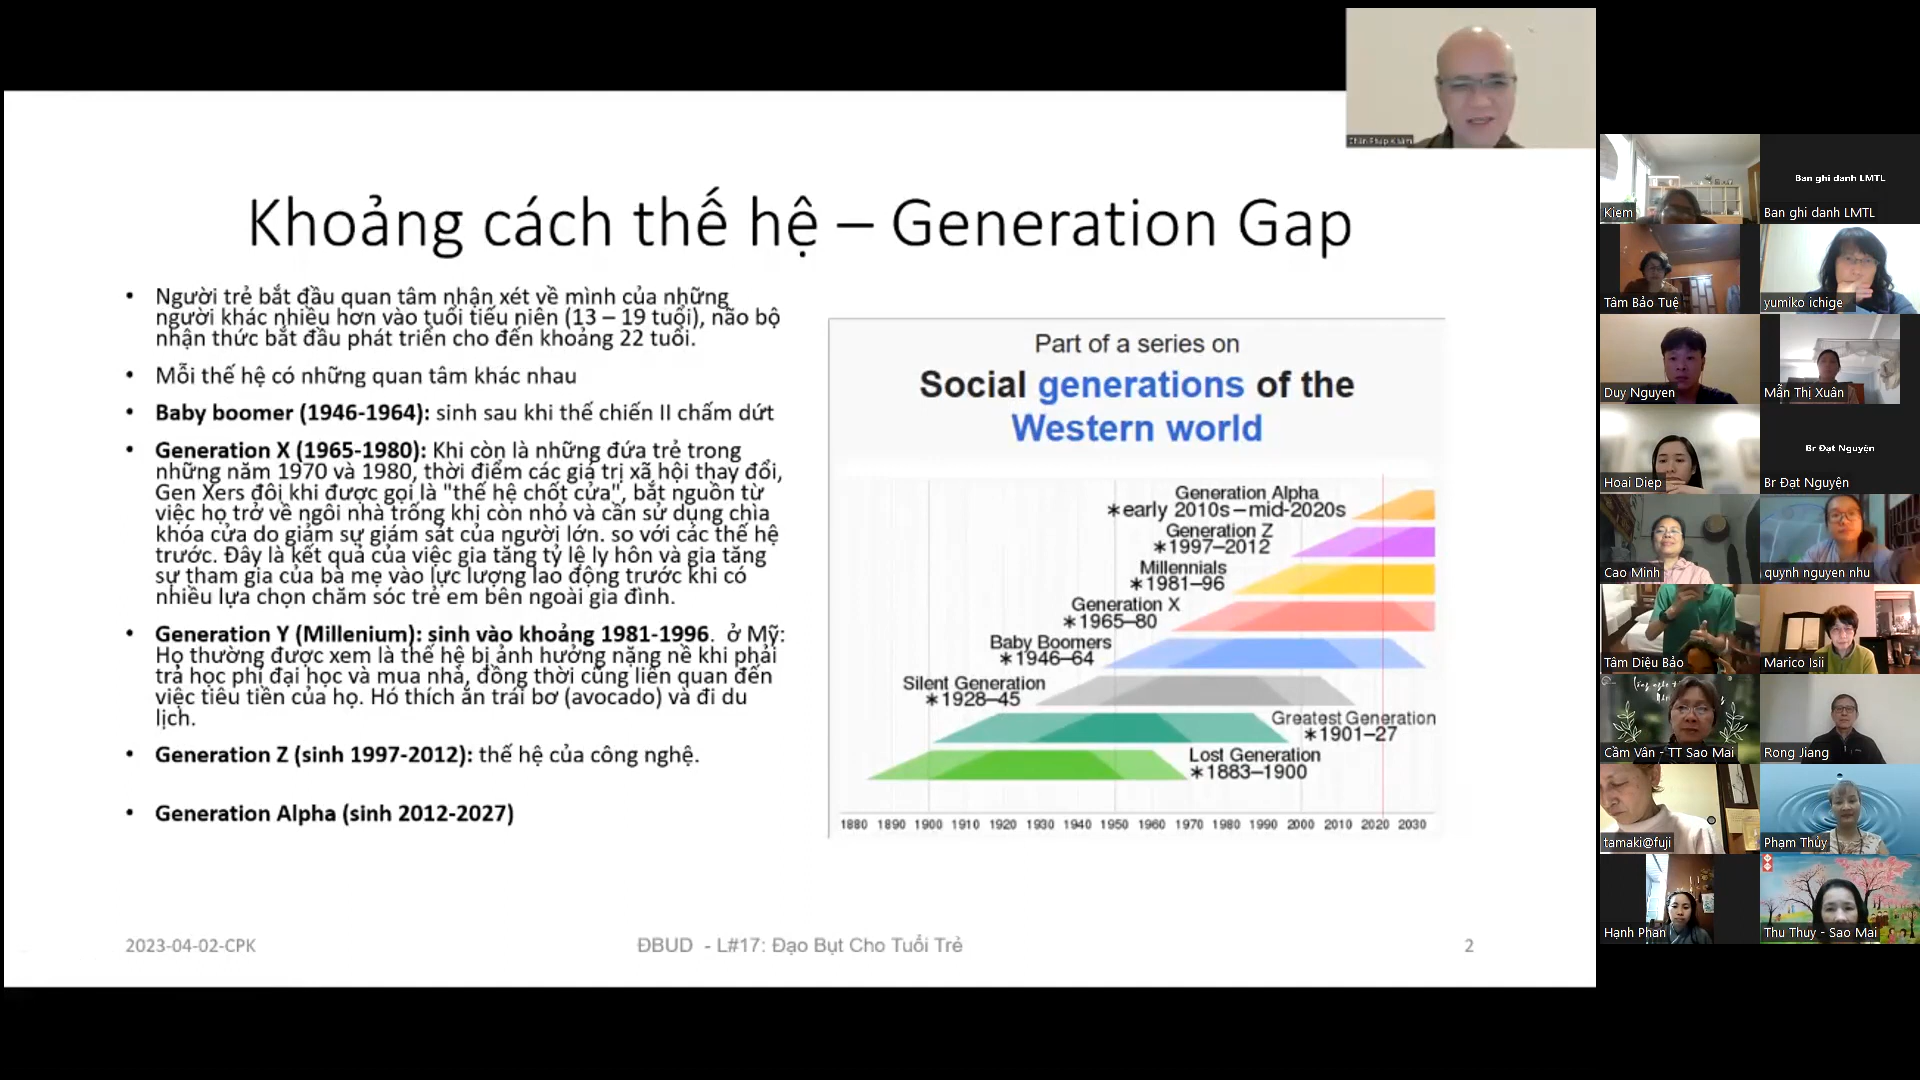 Khoảng cách thế hệ – Generation Gap
• Người trẻ bắt đầu quan tâm nhận xét về mình của những
người khác nhiều hơn vào tuổi tiếu niên (13 – 19 tuổi), não bộ
nhận thức bắt đầu phát triển cho đến khoảng 22 tuổi.
• Mỗi thế hệ có những quan tâm khác nhau
• Baby boomer (1946-1964): sinh sau khi thế chiến II chấm dứt
• Generation X (1965-1980): Khi còn là những đứa trẻ trong
những năm 1970 và 1980, thời điểm các giá trị xã hội thay đổi,
Gen Xers đôi khi được gọi là "thế hệ chốt cửa", bắt nguồn từ
việc họ trở về ngôi nhà trống khi còn nhỏ và cần sử dụng chìa
khóa cửa do giảm sự giám sát của người lớn. so với các thế hệ
trước. Đây là kết quả của việc gia tăng tỷ lệ ly hôn và gia tăng
sự tham gia của bà mẹ vào lực lượng lao động trước khi có
nhiều lựa chọn chăm sóc trẻ em bên ngoài gia đình.
• Generation Y (Millenium): sinh vào khoảng 1981-1996. ở Mỹ:
Họ thường được xem là thế hệ bị ảnh hưởng nặng nề khi phải
trả học phí đại học và mua nhà, đồng thời cũng liên quan đến
việc tiêu tiền của họ. Hó thích ăn trái bơ (avocado) và đi du
lịch.
• Generation Z (sinh 1997-2012): thế hệ của công nghệ.
• Generation Alpha (sinh 2012-2027)
Part of a series on
Social generations of the
Western world
Generation Alpha
∗early 2010s–mid-2020s
Generation Z
∗1997–2012
Millennials
∗1981–96
Generation X
∗1965–80
Baby Boomers
∗1946–64
Silent Generation
∗1928–45
Greatest Generation
∗1901–27
Lost Generation
∗1883–1900
1880 1890 1900 1910 1920 1930 1940 1950 1960 1970 1980 1990 2000 2010 2020 2030
2023-04-02-CPK
ĐBUD - L#17: Đạo Bụt Cho Tuổi Trẻ
2
Chân Pháp Khâm
Kiem
Ban ghi danh LMTL
Ban ghi danh LMTL
Tâm Bảo Tuệ
yumiko ichige
Duy Nguyen
Mẫn Thị Xuân
Hoai Diep
Br Đạt Nguyện
Br Đạt Nguyện
Cao Minh
quynh nguyen nhu
Tâm Diệu Bảo
Marico Isii
Cầm Vân - TT Sao Mai
Rong Jiang
tamaki@fuji
Phạm Thủy
Hạnh Phan
Thu Thuy - Sao Mai